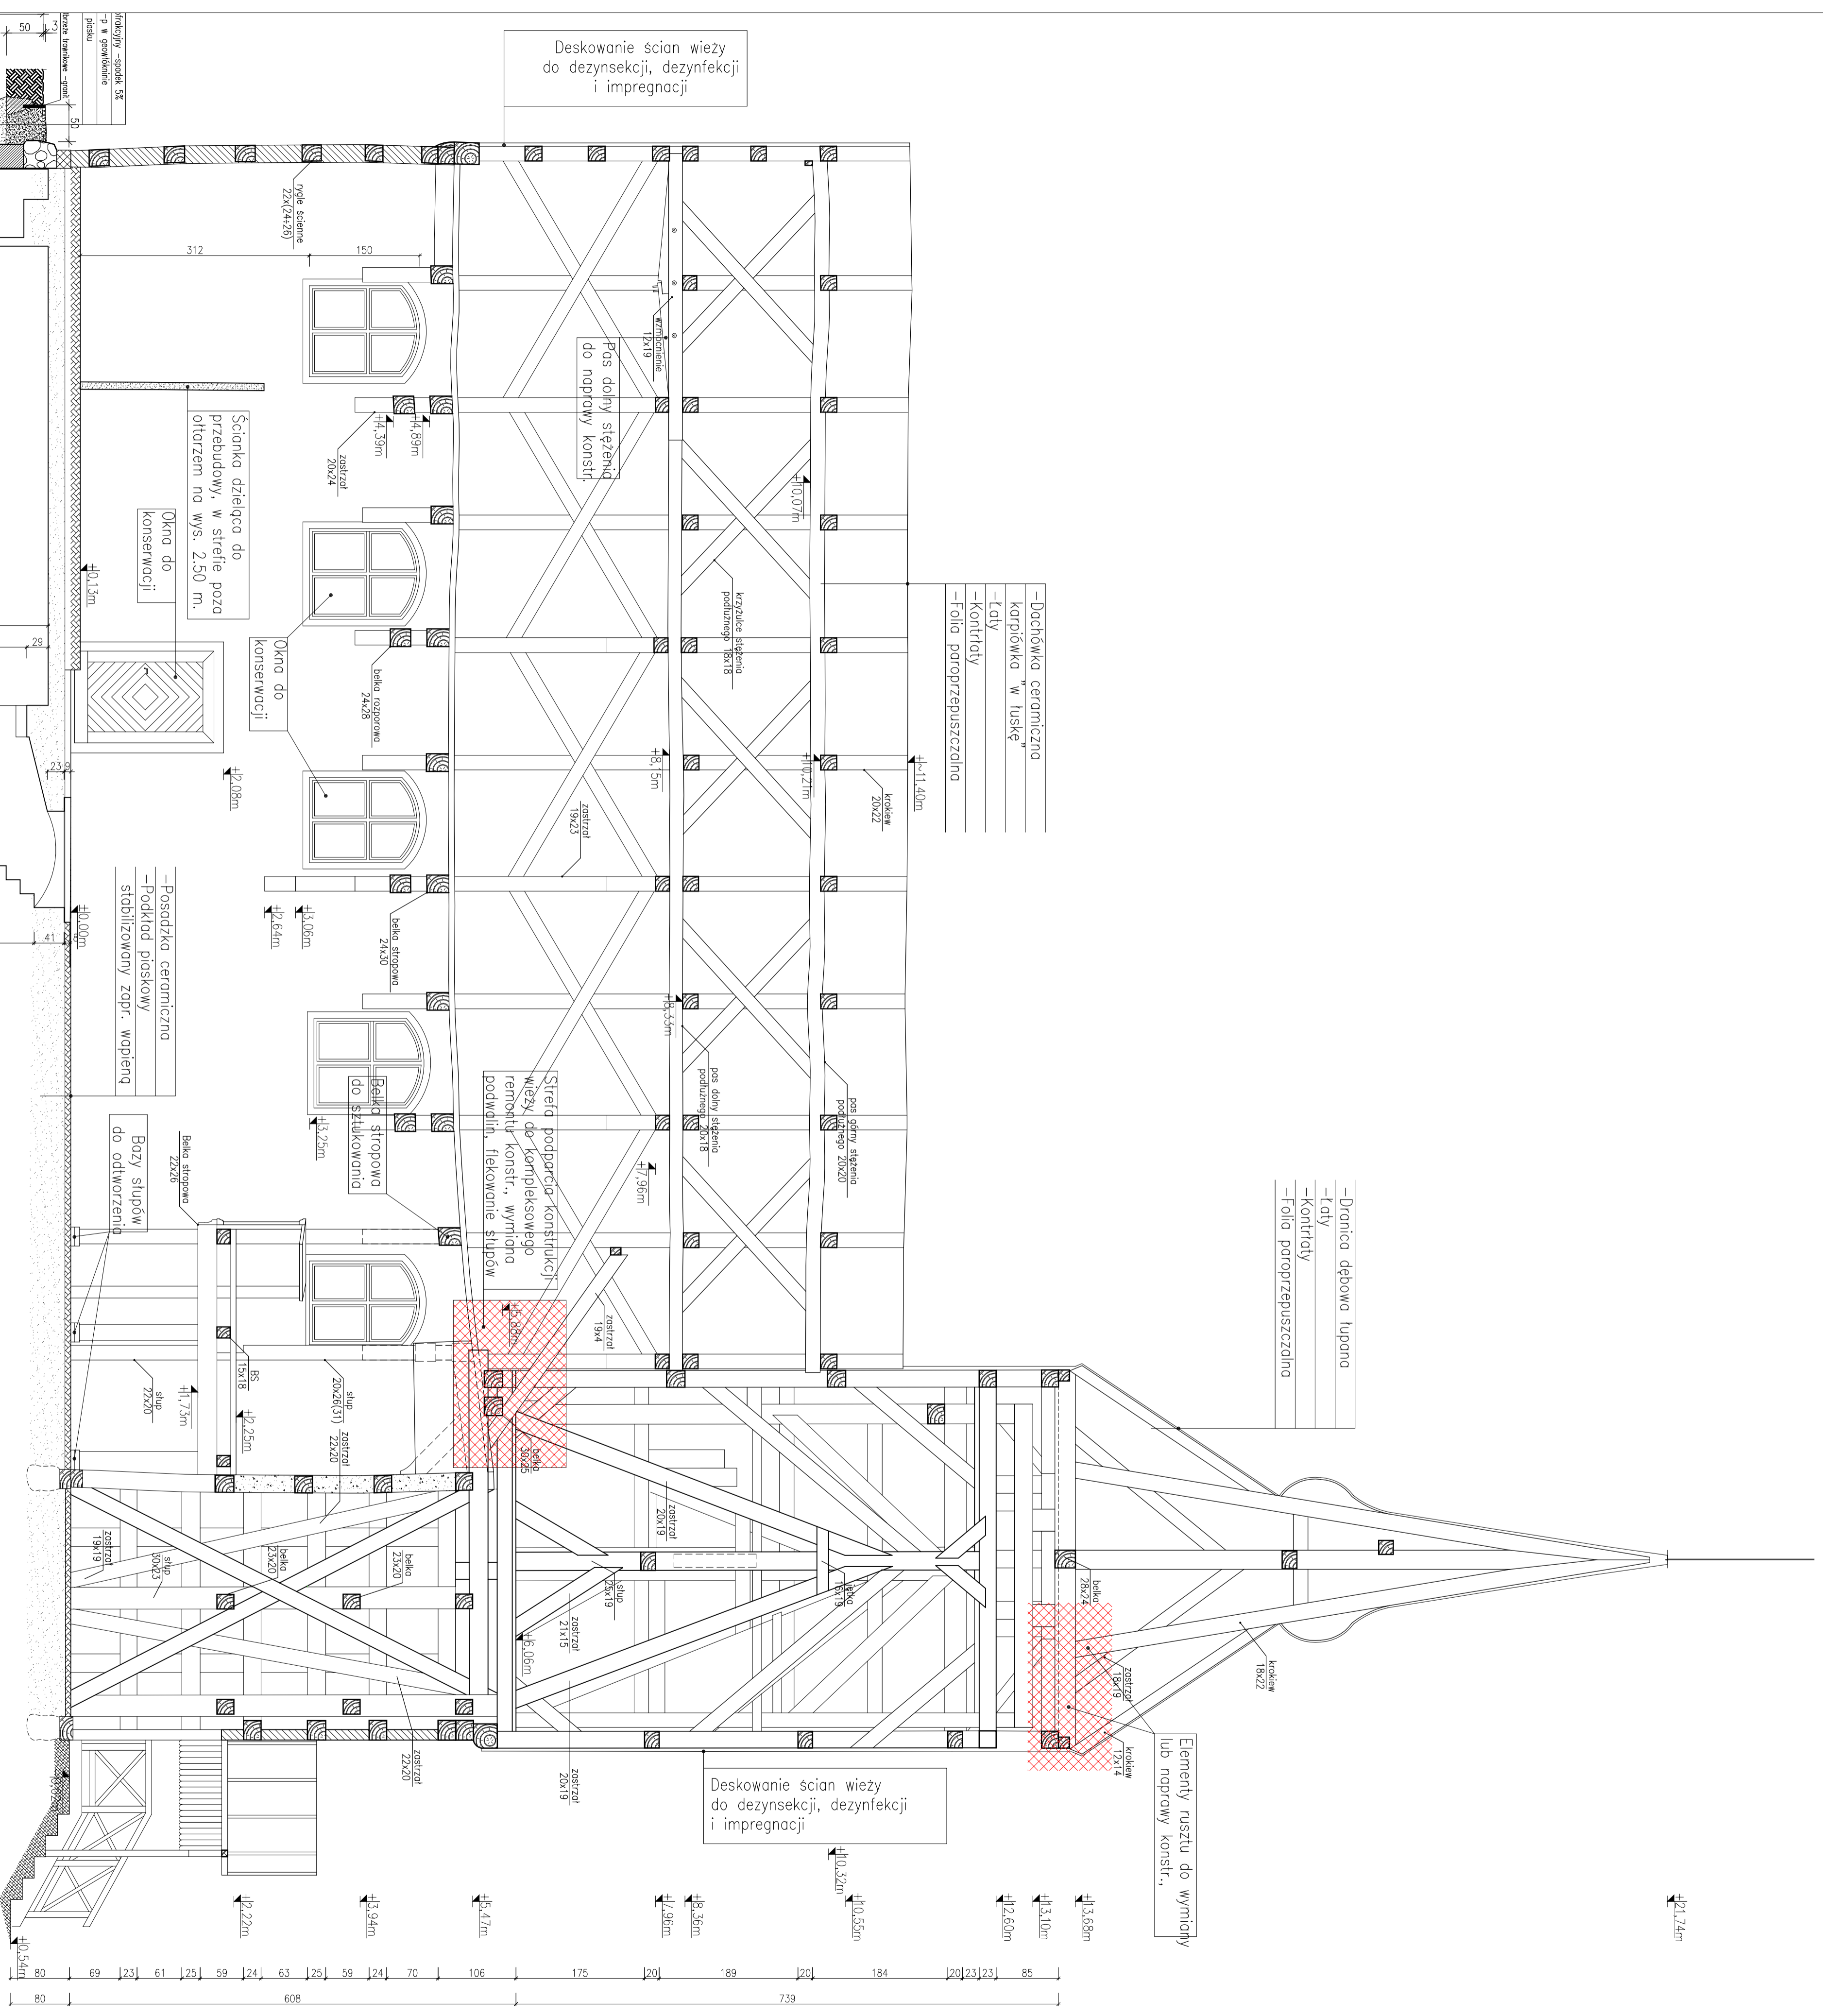 Deskowanie ścian wieży
do dezynsekcji, dezynfekcji
i impregnacji
-spadek 5%
-p w geowłókninie
piasku
50
3
50
rygle ścienne
22x(24÷26)
312
150
wzmocnienie
12x19
Pas dolny stężenia
do naprawy konstr.
+4,89m
+4,39m
zastrzał
20x24
Ścianka dzieląca do
przebudowy, w strefie poza
ołtarzem na wys. 2.50 m.
Okna do
konserwacji
+0,13m
29
Okna do
konserwacji
belka rozporowa
24x28
+10,07m
krzyżulce stężenia
podłużnego 18x18
-Dachówka ceramiczna
karpiówka "w łuskę"
-Łaty
-Kontrłaty
-Folia paroprzepuszczalna
+~11,40m
+10,21m
krokiew
20x22
+8,15m
zastrzał
19x23
23
9
+2,08m
+3,06m
+2,64m
belka stropowa
24x30
+0,00m
41
8
-Posadzka ceramiczna
-Podkład piaskowy
stabilizowany zapr. wapieną
+8,33m
pas dolny stężenia
podłużnego 20x18
pas górny stężenia
podłużnego 20x20
+7,96m
Strefa podparcia konstrukcji
wieży do kompleksowego
remontu konstr., wymiana
podwalin, flekowanie słupów
Belka stropowa
do sztukowania
+3,25m
Bazy słupów
do odtworzenia
Belka stropowa
22x26
-Dranica dębowa łupana
-Łaty
-Kontrłaty
-Folia paroprzepuszczalna
+5,89m
zastrzał
19x4
BS
15x18
słup
20x26(31)
słup
22x20
+1,73m
+2,25m
zastrzał
22x20
belka
38x25
zastrzał
20x19
zastrzał
19x19
słup
30x23
belka
23x20
belka
23x20
słup
25x19
jętka
16x19
zastrzał
21x15
+6,06m
belka
28x24
zastrzał
18x19
krokiew
18x22
krokiew
12x14
zastrzał
22x20
zastrzał
20x19
Elementy rusztu do wymiany
lub naprawy konstr.,
Deskowanie ścian wieży
do dezynsekcji, dezynfekcji
i impregnacji
+10,32m
+0,54m
+2,22m
+3,94m
+5,47m
+7,96m
+8,36m
+10,55m
+12,60m
+13,10m
+13,68m
+21,74m
80 69 23 61 25 59 24 63 25 59 24 70 106 175 20 189 20 184 20 23 23 85
80 608 739